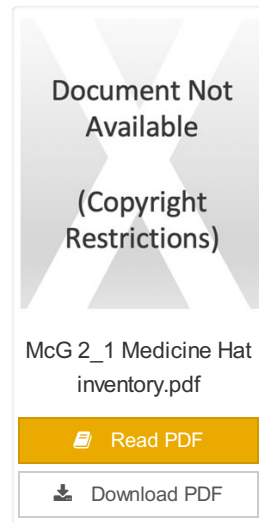 Document Not
Available
(Copyright
Restrictions)
McG 2_1 Medicine Hat
inventory.pdf
Read PDF
Download PDF